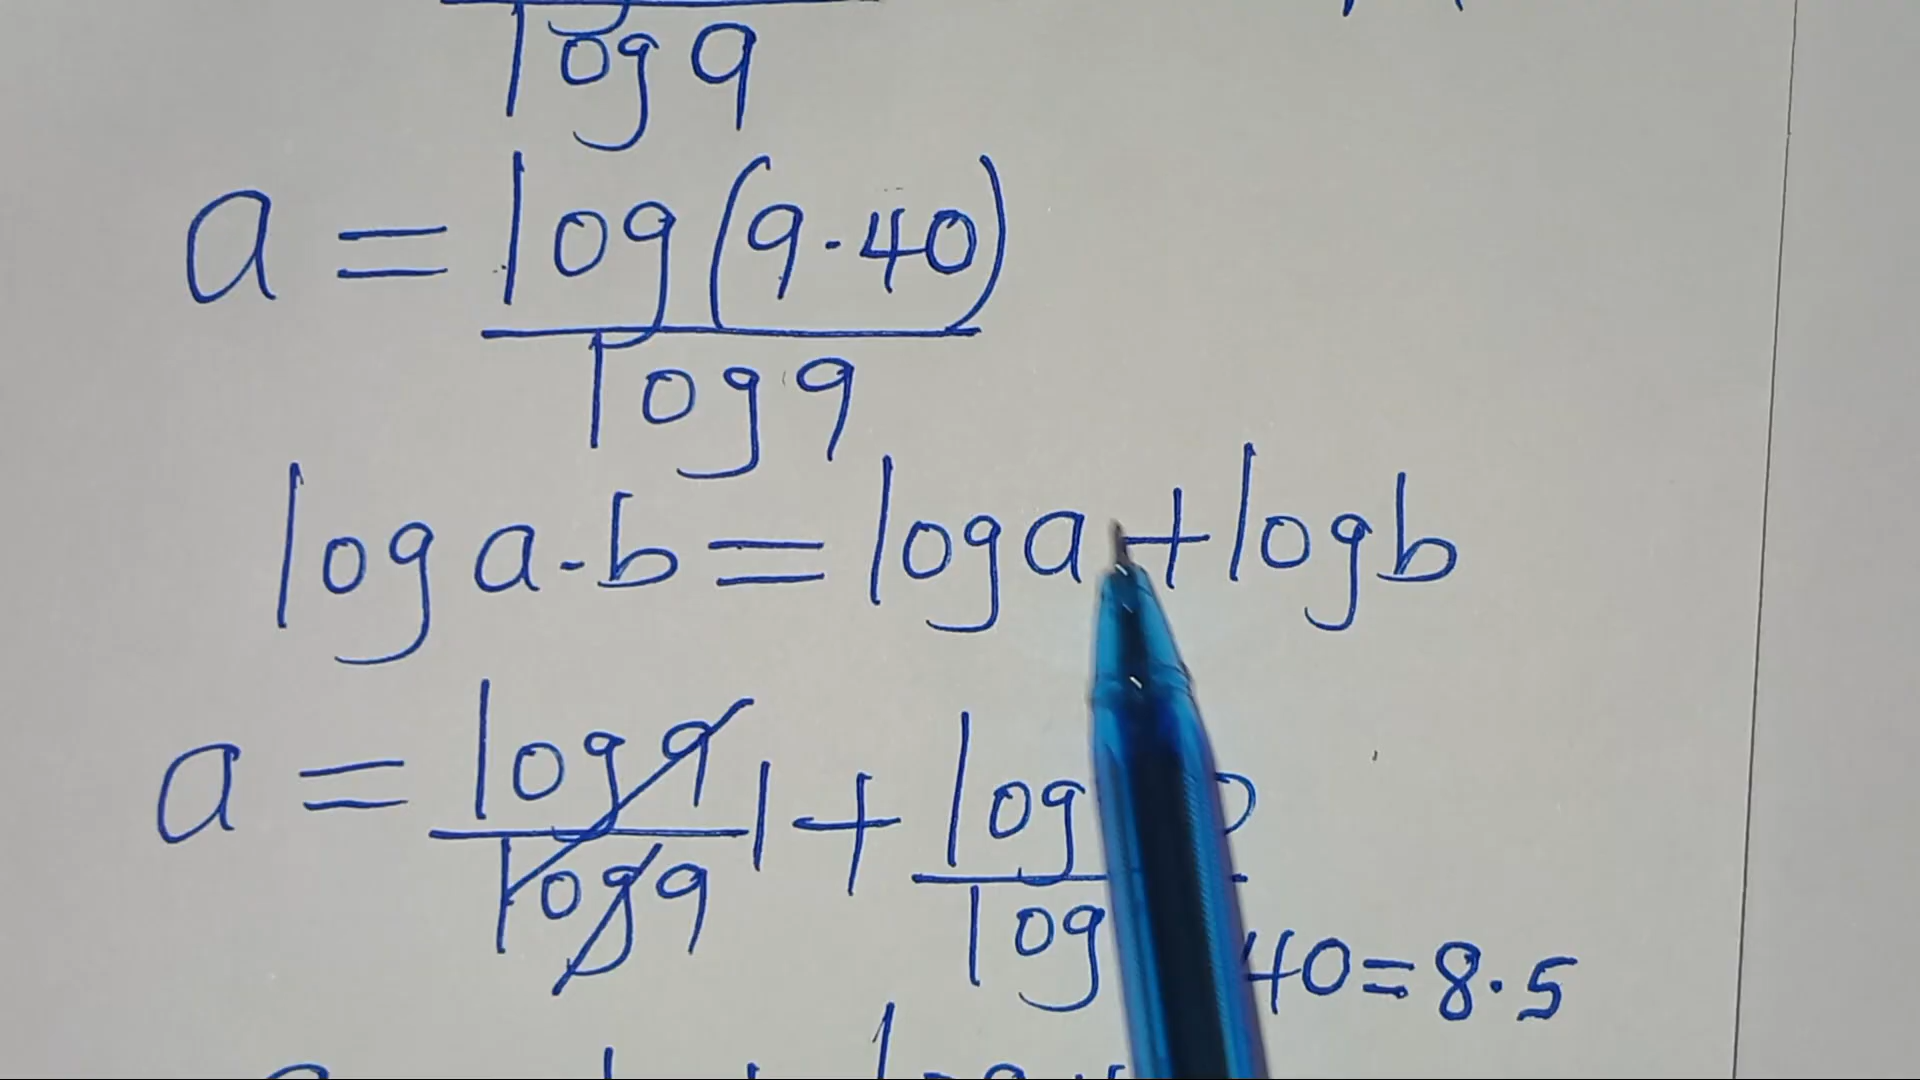 log 9
a = log(9·40)
log 9
log a·b = log a + log b
a = log 9 1 + log
log 9 log
40 = 8·5